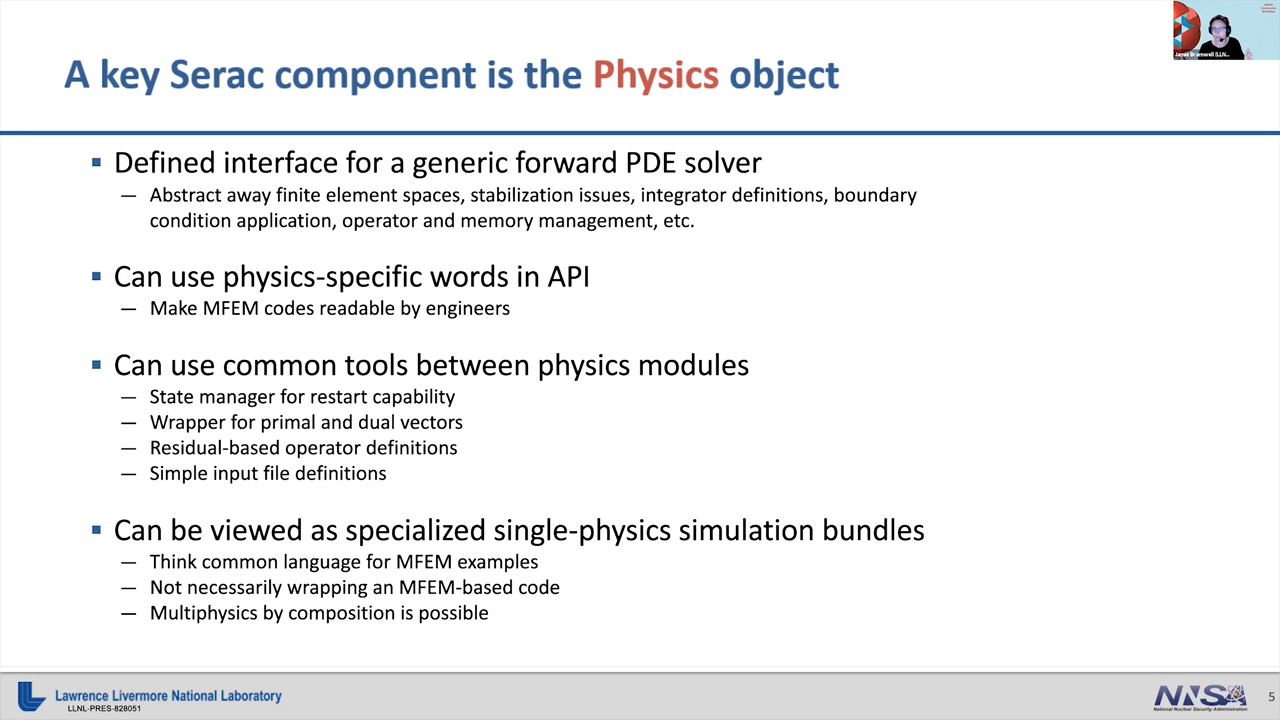 A key Serac component is the Physics object
▪ Defined interface for a generic forward PDE solver
— Abstract away finite element spaces, stabilization issues, integrator definitions, boundary
condition application, operator and memory management, etc.
▪ Can use physics-specific words in API
— Make MFEM codes readable by engineers
▪ Can use common tools between physics modules
— State manager for restart capability
— Wrapper for primal and dual vectors
— Residual-based operator definitions
— Simple input file definitions
▪ Can be viewed as specialized single-physics simulation bundles
— Think common language for MFEM examples
— Not necessarily wrapping an MFEM-based code
— Multiphysics by composition is possible
Lawrence Livermore National Laboratory
LLNL-PRES-828051
NNSA
National Nuclear Security Administration
5